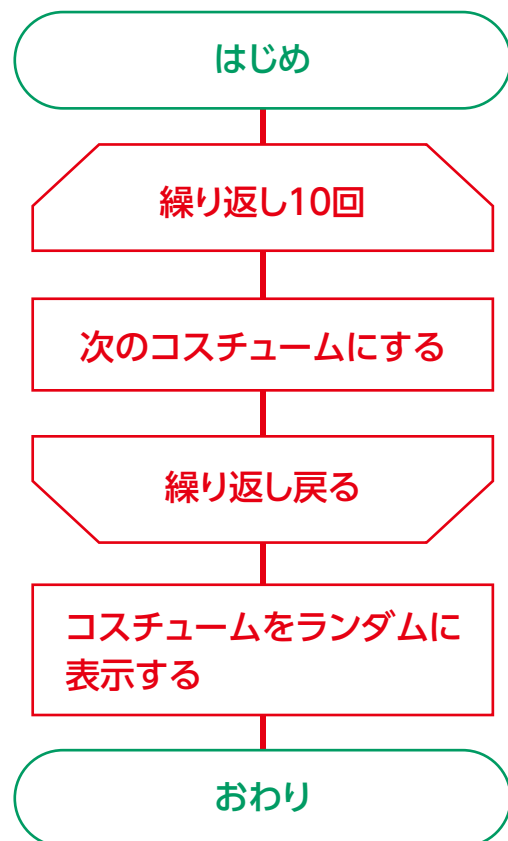 はじめ
繰り返し10回
次のコスチュームにする
繰り返し戻る
コスチュームをランダムに
表示する
おわり